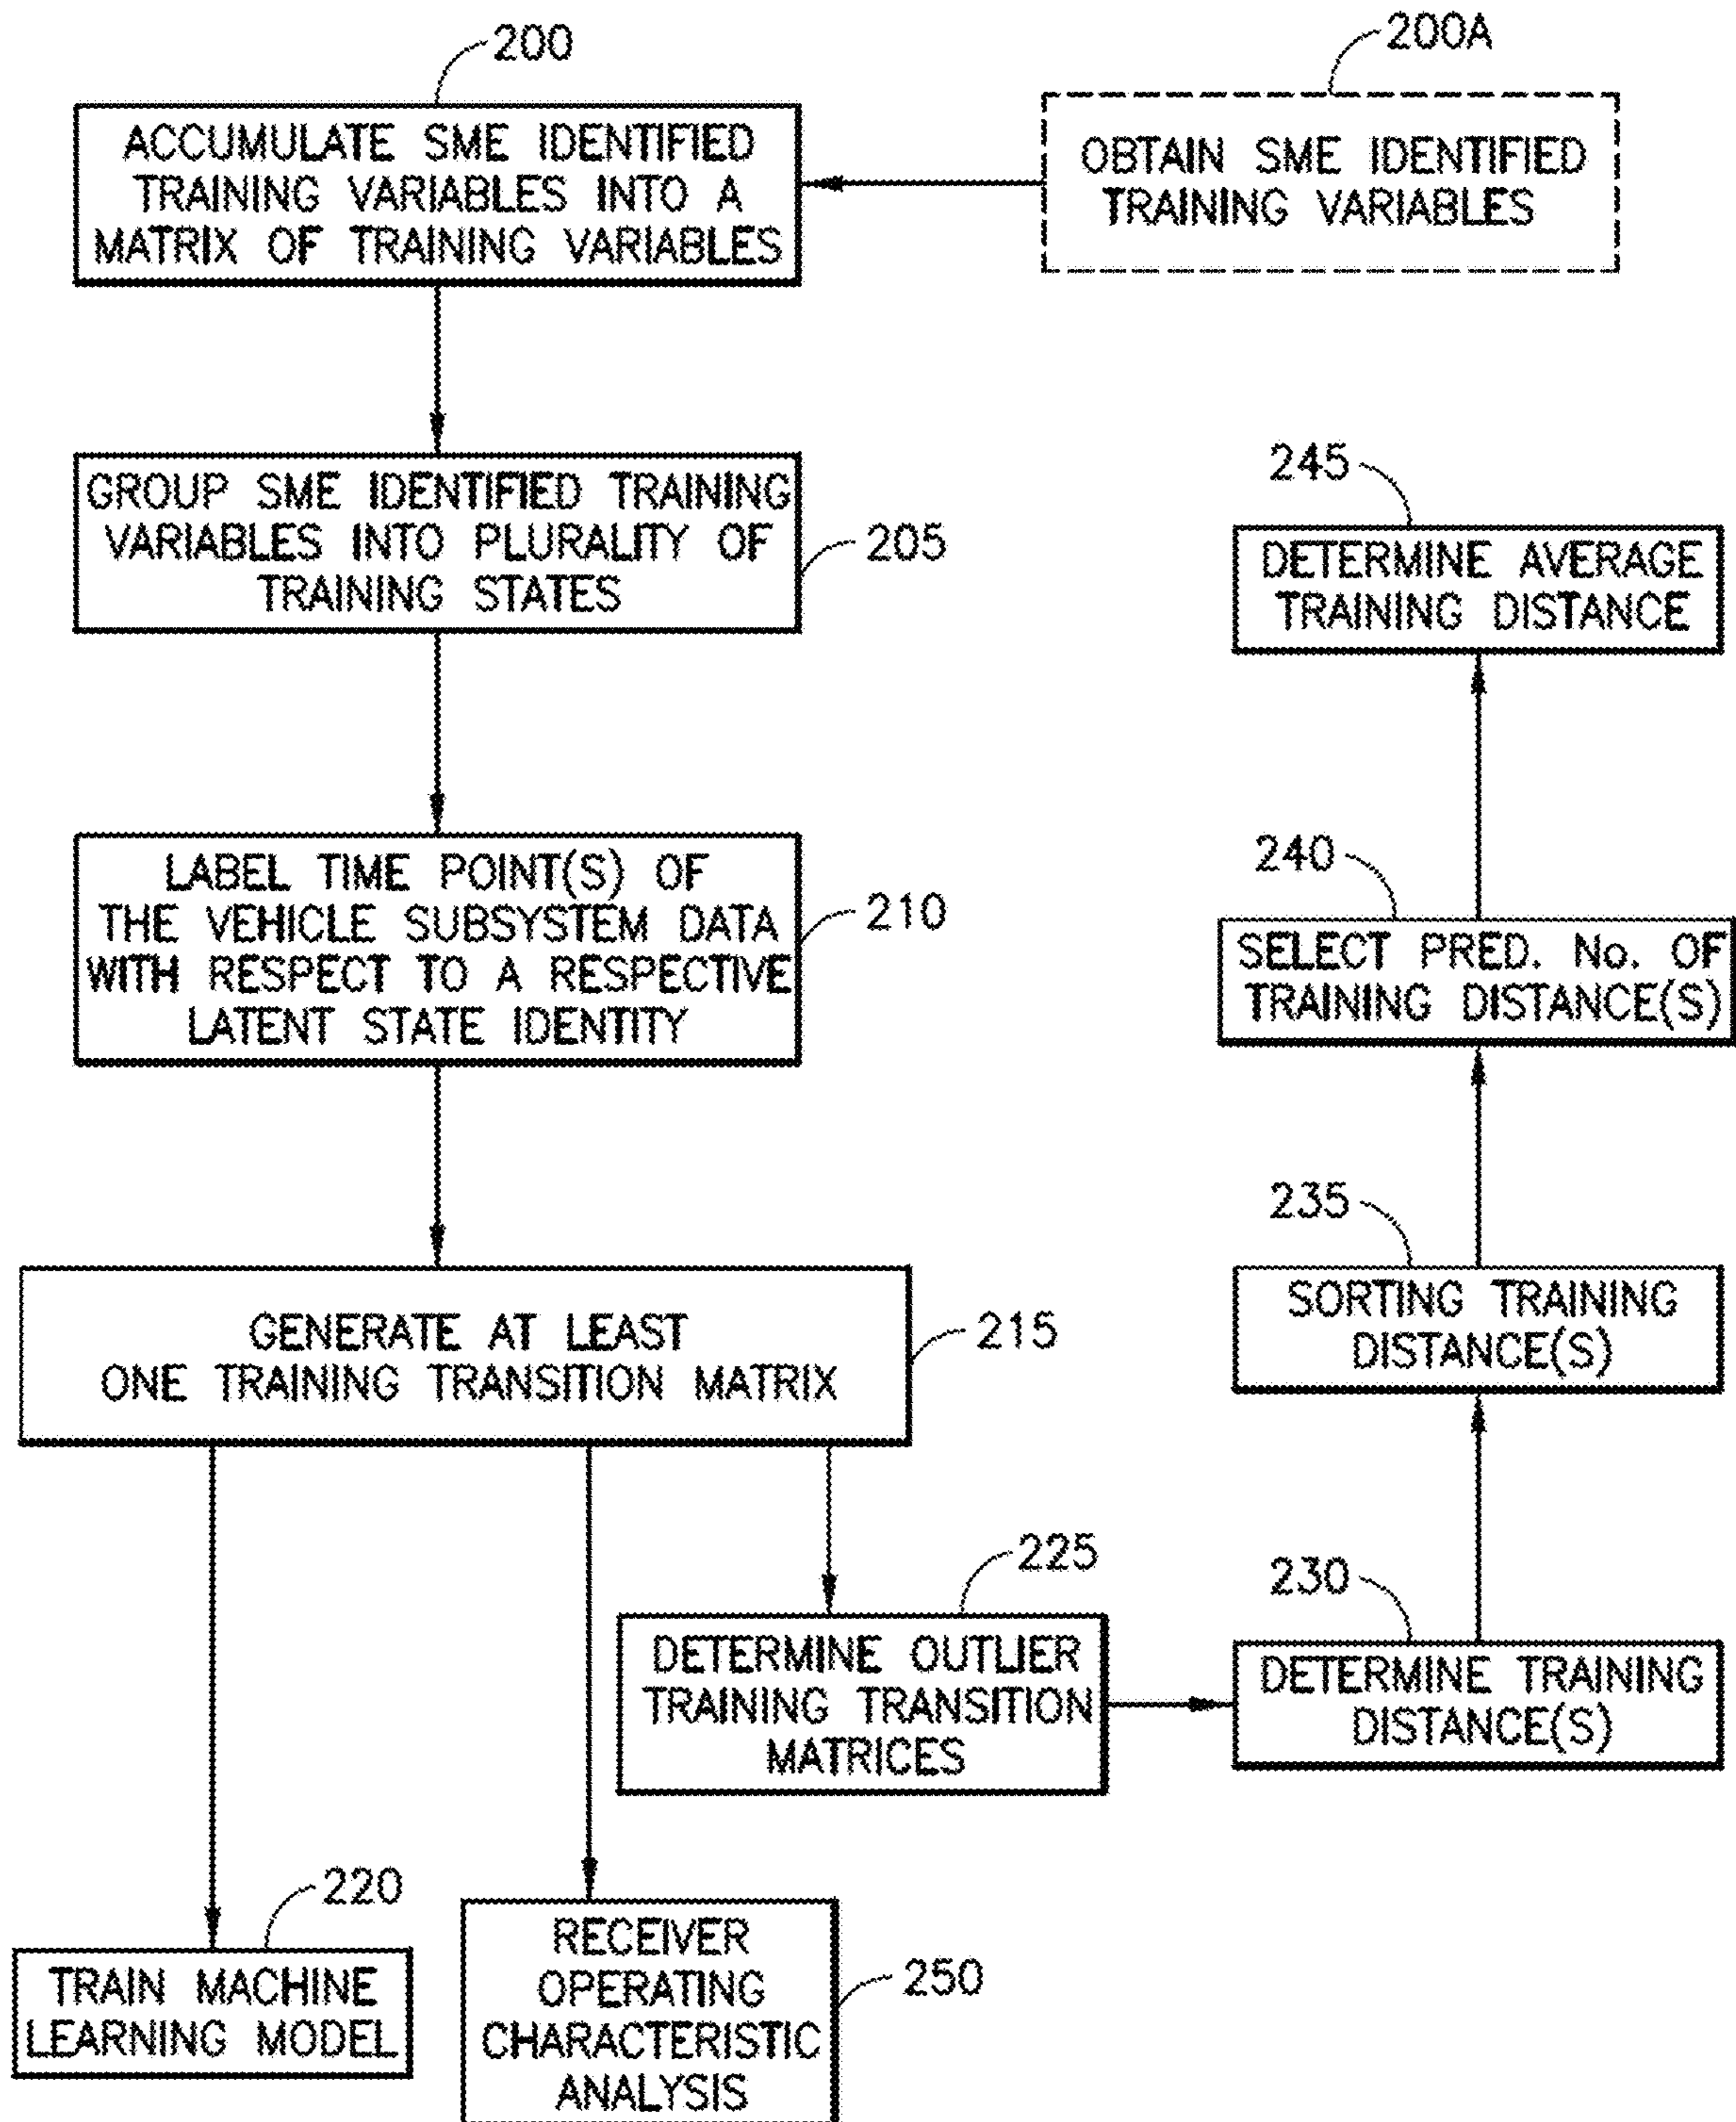 200
200A
ACCUMULATE SME IDENTIFIED
TRAINING VARIABLES INTO A
MATRIX OF TRAINING VARIABLES
OBTAIN SME IDENTIFIED
TRAINING VARIABLES
GROUP SME IDENTIFIED TRAINING
VARIABLES INTO PLURALITY OF
TRAINING STATES
205
LABEL TIME POINT(S) OF
THE VEHICLE SUBSYSTEM DATA
WITH RESPECT TO A RESPECTIVE
LATENT STATE IDENTITY
210
GENERATE AT LEAST
ONE TRAINING TRANSITION MATRIX
215
220
TRAIN MACHINE
LEARNING MODEL
RECEIVER
OPERATING
CHARACTERISTIC
ANALYSIS
250
225
DETERMINE OUTLIER
TRAINING TRANSITION
MATRICES
230
DETERMINE TRAINING
DISTANCE(S)
235
SORTING TRAINING
DISTANCE(S)
240
SELECT PRED. No. OF
TRAINING DISTANCE(S)
245
DETERMINE AVERAGE
TRAINING DISTANCE